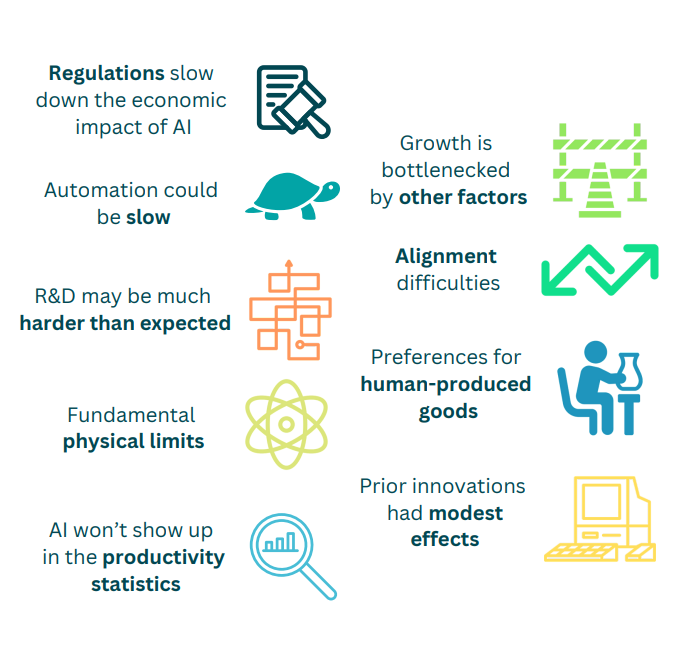 Regulations slow
down the economic
impact of AI
Automation could
be slow
R&D may be much
harder than expected
Fundamental
physical limits
AI won’t show up
in the productivity
statistics
Growth is
bottlenecked
by other factors
Alignment
difficulties
Preferences for
human-produced
goods
Prior innovations
had modest
effects